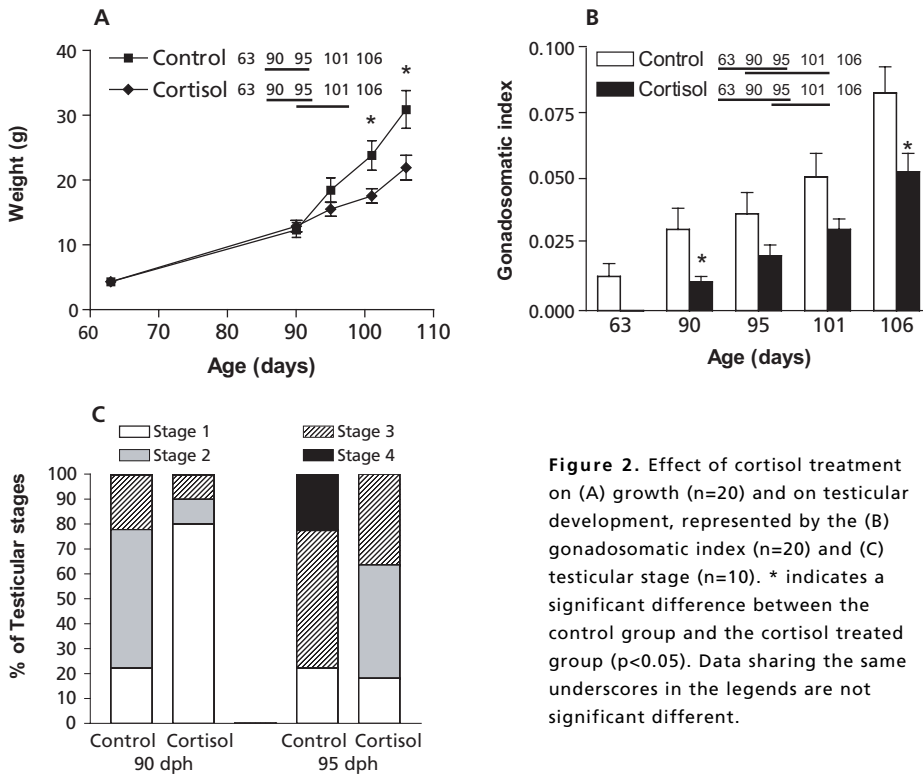 A
40
30
20
10
0
Weight (g)
Control 63 90 95 101 106
Cortisol 63 90 95 101 106
*
*
60 70 80 90 100 110
Age (days)
B
0.100
0.075
0.050
0.025
0.000
Gonadosomatic index
Control 63 90 95 101 106
Cortisol 63 90 95 101 106
*
*
63 90 95 101 106
Age (days)
C
Stage 1 Stage 3
Stage 2 Stage 4
100
90
80
70
60
50
40
30
20
10
0
% of Testicular stages
Control Cortisol Control Cortisol
90 dph 95 dph
Figure 2. Effect of cortisol treatment
on (A) growth (n=20) and on testicular
development, represented by the (B)
gonadosomatic index (n=20) and (C)
testicular stage (n=10). * indicates a
significant difference between the
control group and the cortisol treated
group (p<0.05). Data sharing the same
underscores in the legends are not
significant different.